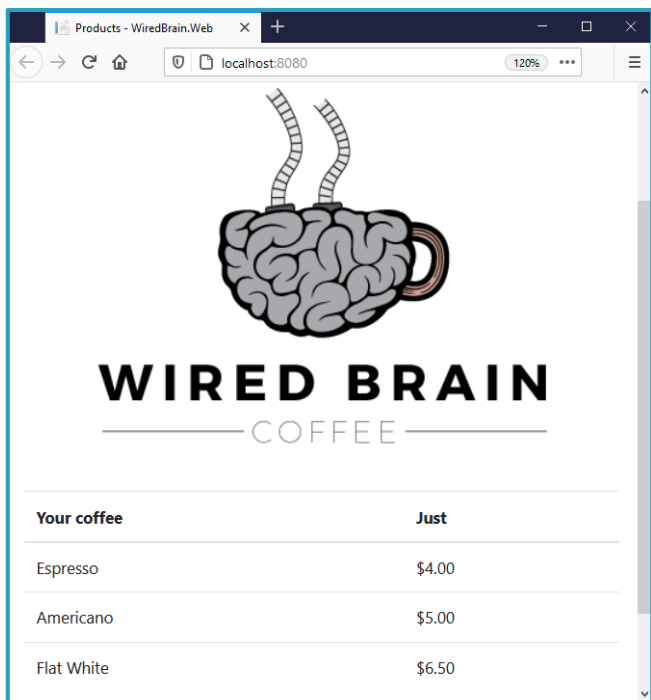 Products - WiredBrain.Web
localhost:8080
120%
WIRED BRAIN
COFFEE
Your coffee Just
Espresso $4.00
Americano $5.00
Flat White $6.50